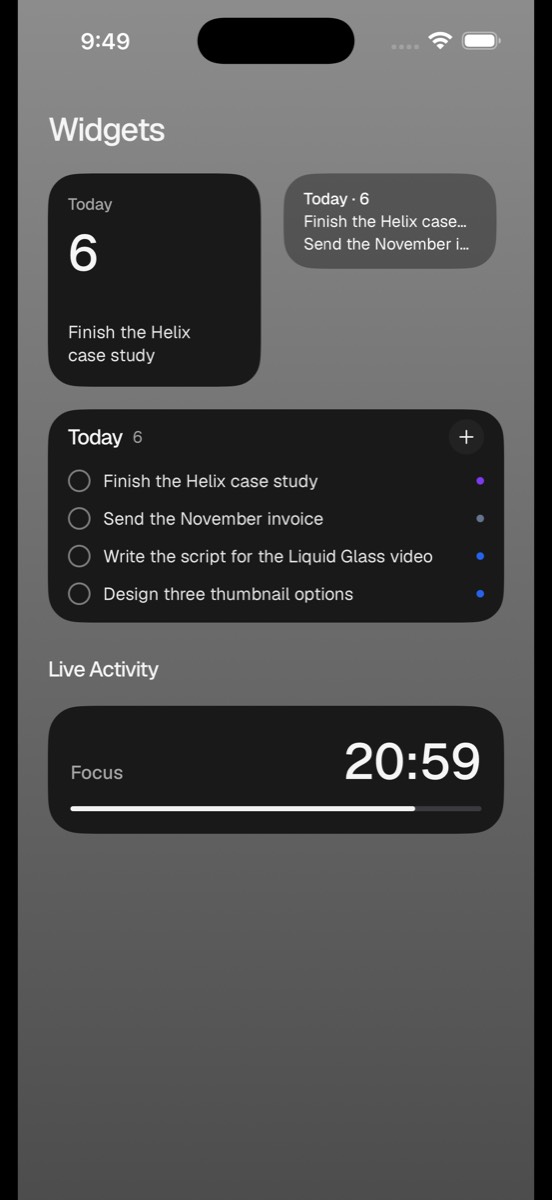 9:49
Widgets
Today
6
Finish the Helix
case study
Today · 6
Finish the Helix case...
Send the November i...
Today 6
Finish the Helix case study
Send the November invoice
Write the script for the Liquid Glass video
Design three thumbnail options
Live Activity
Focus
20:59